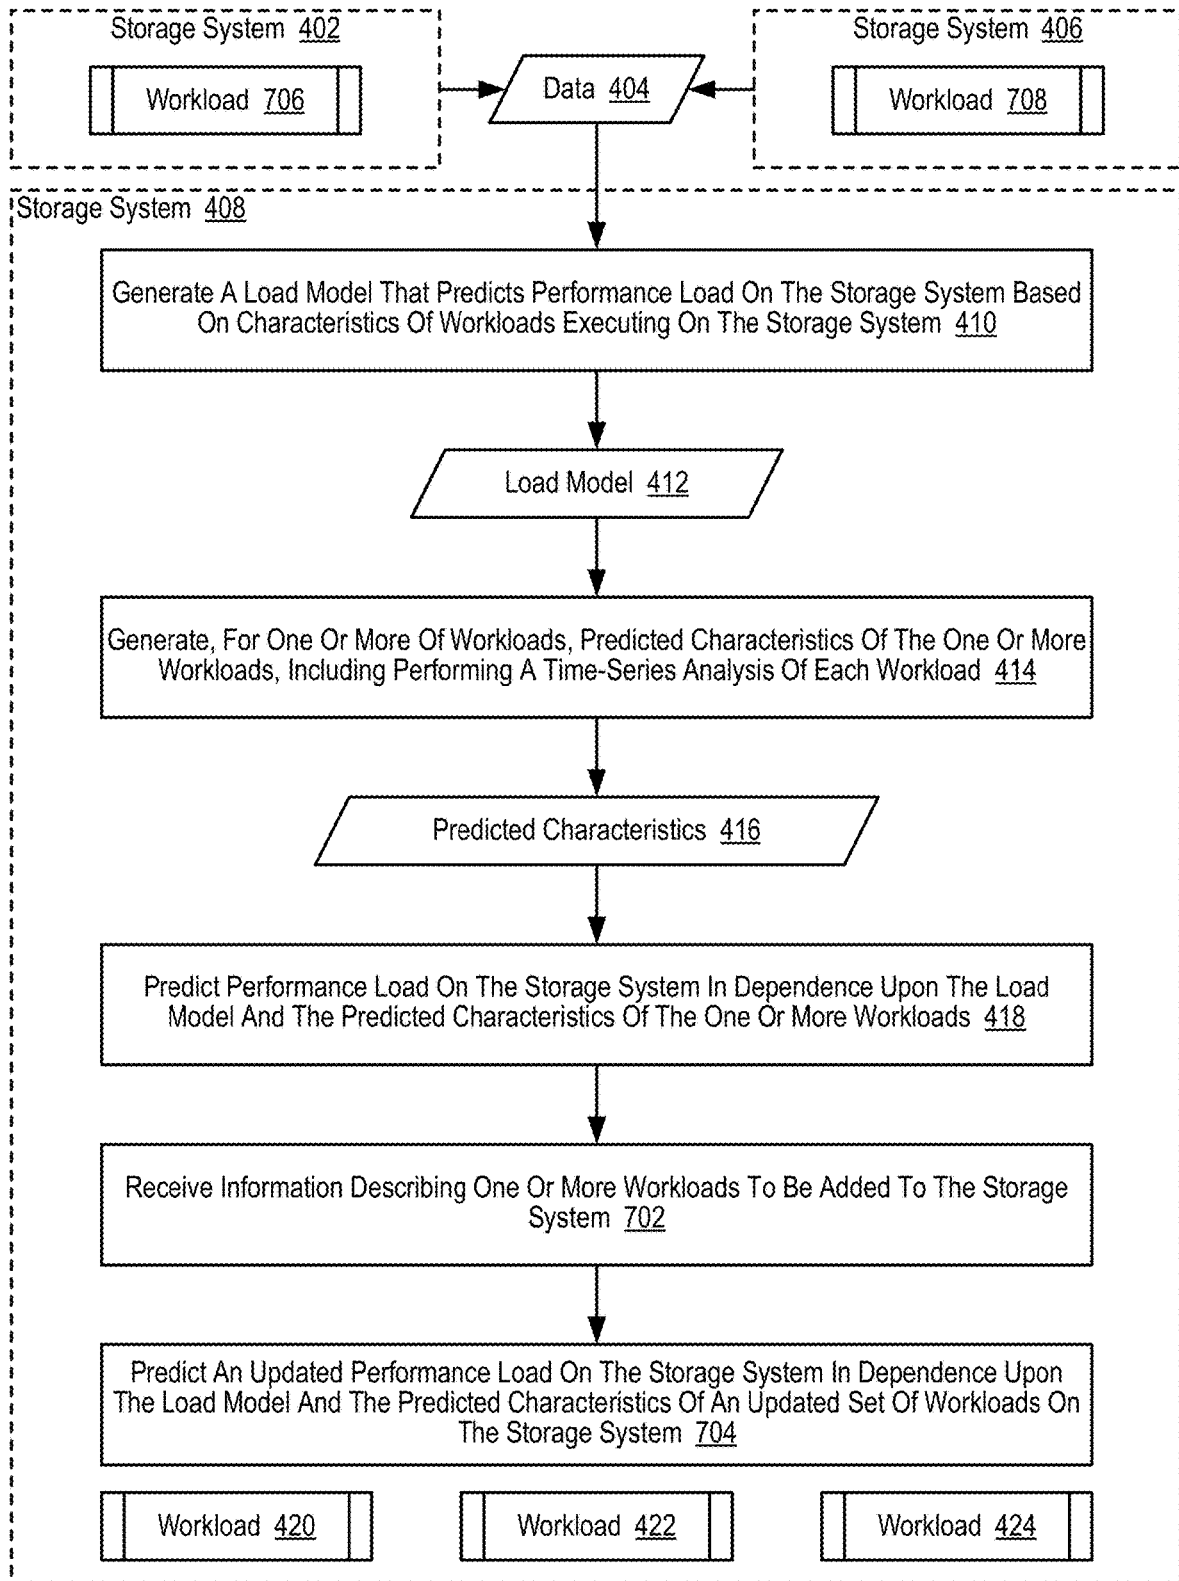 Storage System 402
Workload 706
Data 404
Storage System 406
Workload 708
Storage System 408
Generate A Load Model That Predicts Performance Load On The Storage System Based
On Characteristics Of Workloads Executing On The Storage System 410
Load Model 412
Generate, For One Or More Of Workloads, Predicted Characteristics Of The One Or More
Workloads, Including Performing A Time-Series Analysis Of Each Workload 414
Predicted Characteristics 416
Predict Performance Load On The Storage System In Dependence Upon The Load
Model And The Predicted Characteristics Of The One Or More Workloads 418
Receive Information Describing One Or More Workloads To Be Added To The Storage
System 702
Predict An Updated Performance Load On The Storage System In Dependence Upon
The Load Model And The Predicted Characteristics Of An Updated Set Of Workloads On
The Storage System 704
Workload 420
Workload 422
Workload 424